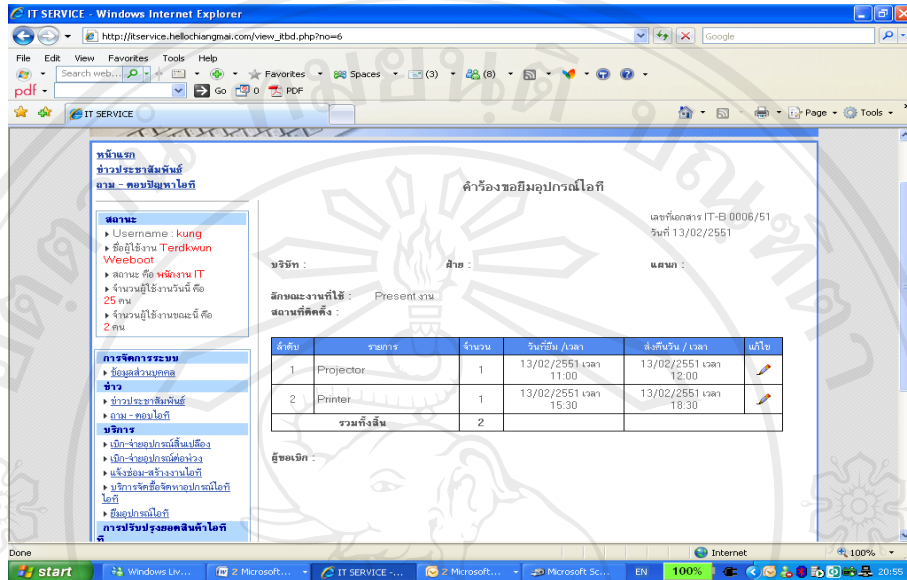 IT SERVICE - Windows Internet Explorer
http://itservice.hellochiangmai.com/view_itbd.php?no=6
Google
File Edit View Favorites Tools Help
Search web... Favorites Spaces (3) (8)
pdf Go 0 PDF
IT SERVICE Page Tools
หน้าแรก
ข่าวประชาสัมพันธ์
ถาม - ตอบปัญหาไอที
สถานะ
Username : kung
ชื่อผู้ใช้งาน Terdkwun
Weeboot
สถานะ คือ พนักงาน IT
จำนวนผู้ใช้งานวันนี้ คือ
25 คน
จำนวนผู้ใช้งานขณะนี้ คือ
2 คน
การจัดการระบบ
ข้อมูลส่วนบุคคล
ข่าว
ข่าวประชาสัมพันธ์
ถาม - ตอบไอที
บริการ
เบิก-จ่ายอุปกรณ์สิ้นเปลือง
เบิก-จ่ายอุปกรณ์ต่อพ่วง
แจ้งซ่อม-สร้างงานไอที
บริการจัดซื้อจัดหาอุปกรณ์ไอที
ไอที
ยืมอุปกรณ์ไอที
การปรับปรุงยอดสินค้าไอที
ที
คำร้องขอยืมอุปกรณ์ไอที
เลขที่เอกสาร IT-B 0006/51
วันที่ 13/02/2551
บริษัท : ฝ่าย : แผนก :
ลักษณะงานที่ใช้ : Present งาน
สถานที่ติดตั้ง :
ลำดับ รายการ จำนวน วันที่ยืม /เวลา ส่งคืนวัน / เวลา แก้ไข
1 Projector 1 13/02/2551 เวลา 11:00 13/02/2551 เวลา 12:00
2 Printer 1 13/02/2551 เวลา 15:30 13/02/2551 เวลา 18:30
รวมทั้งสิ้น 2
ผู้ขอเบิก :
Done Internet 100%
start Windows Liv... 2 Microsoft... IT SERVICE -... 2 Microsoft... Microsoft Sc... EN 100% 20:55